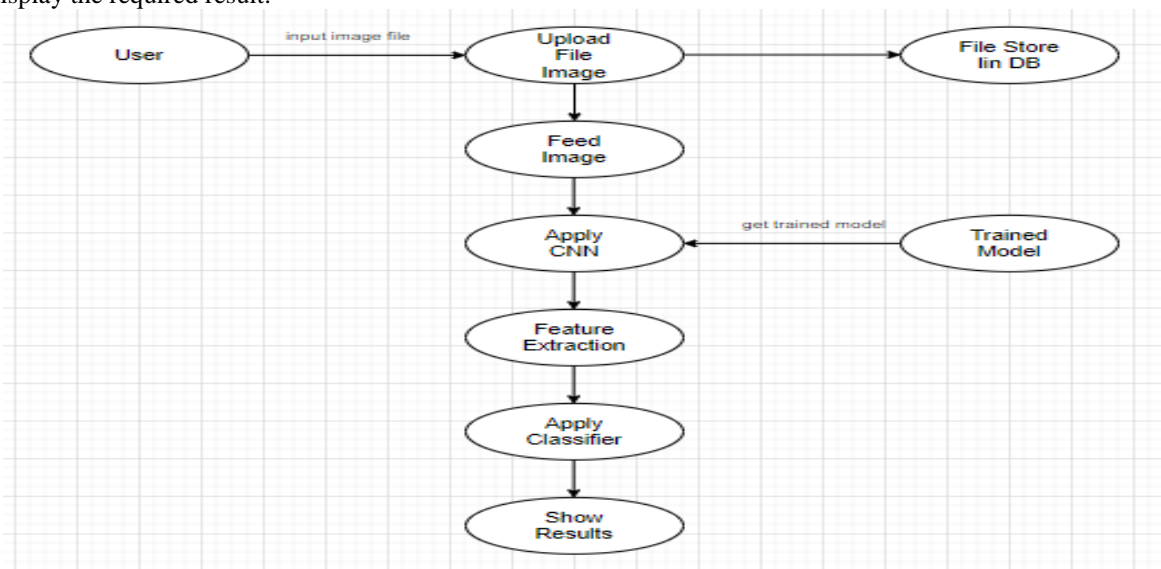 isplay the required result.
User
input image file
Upload
File
Image
File Store
Iin DB
Feed
Image
Apply
CNN
get trained model
Trained
Model
Feature
Extraction
Apply
Classifier
Show
Results